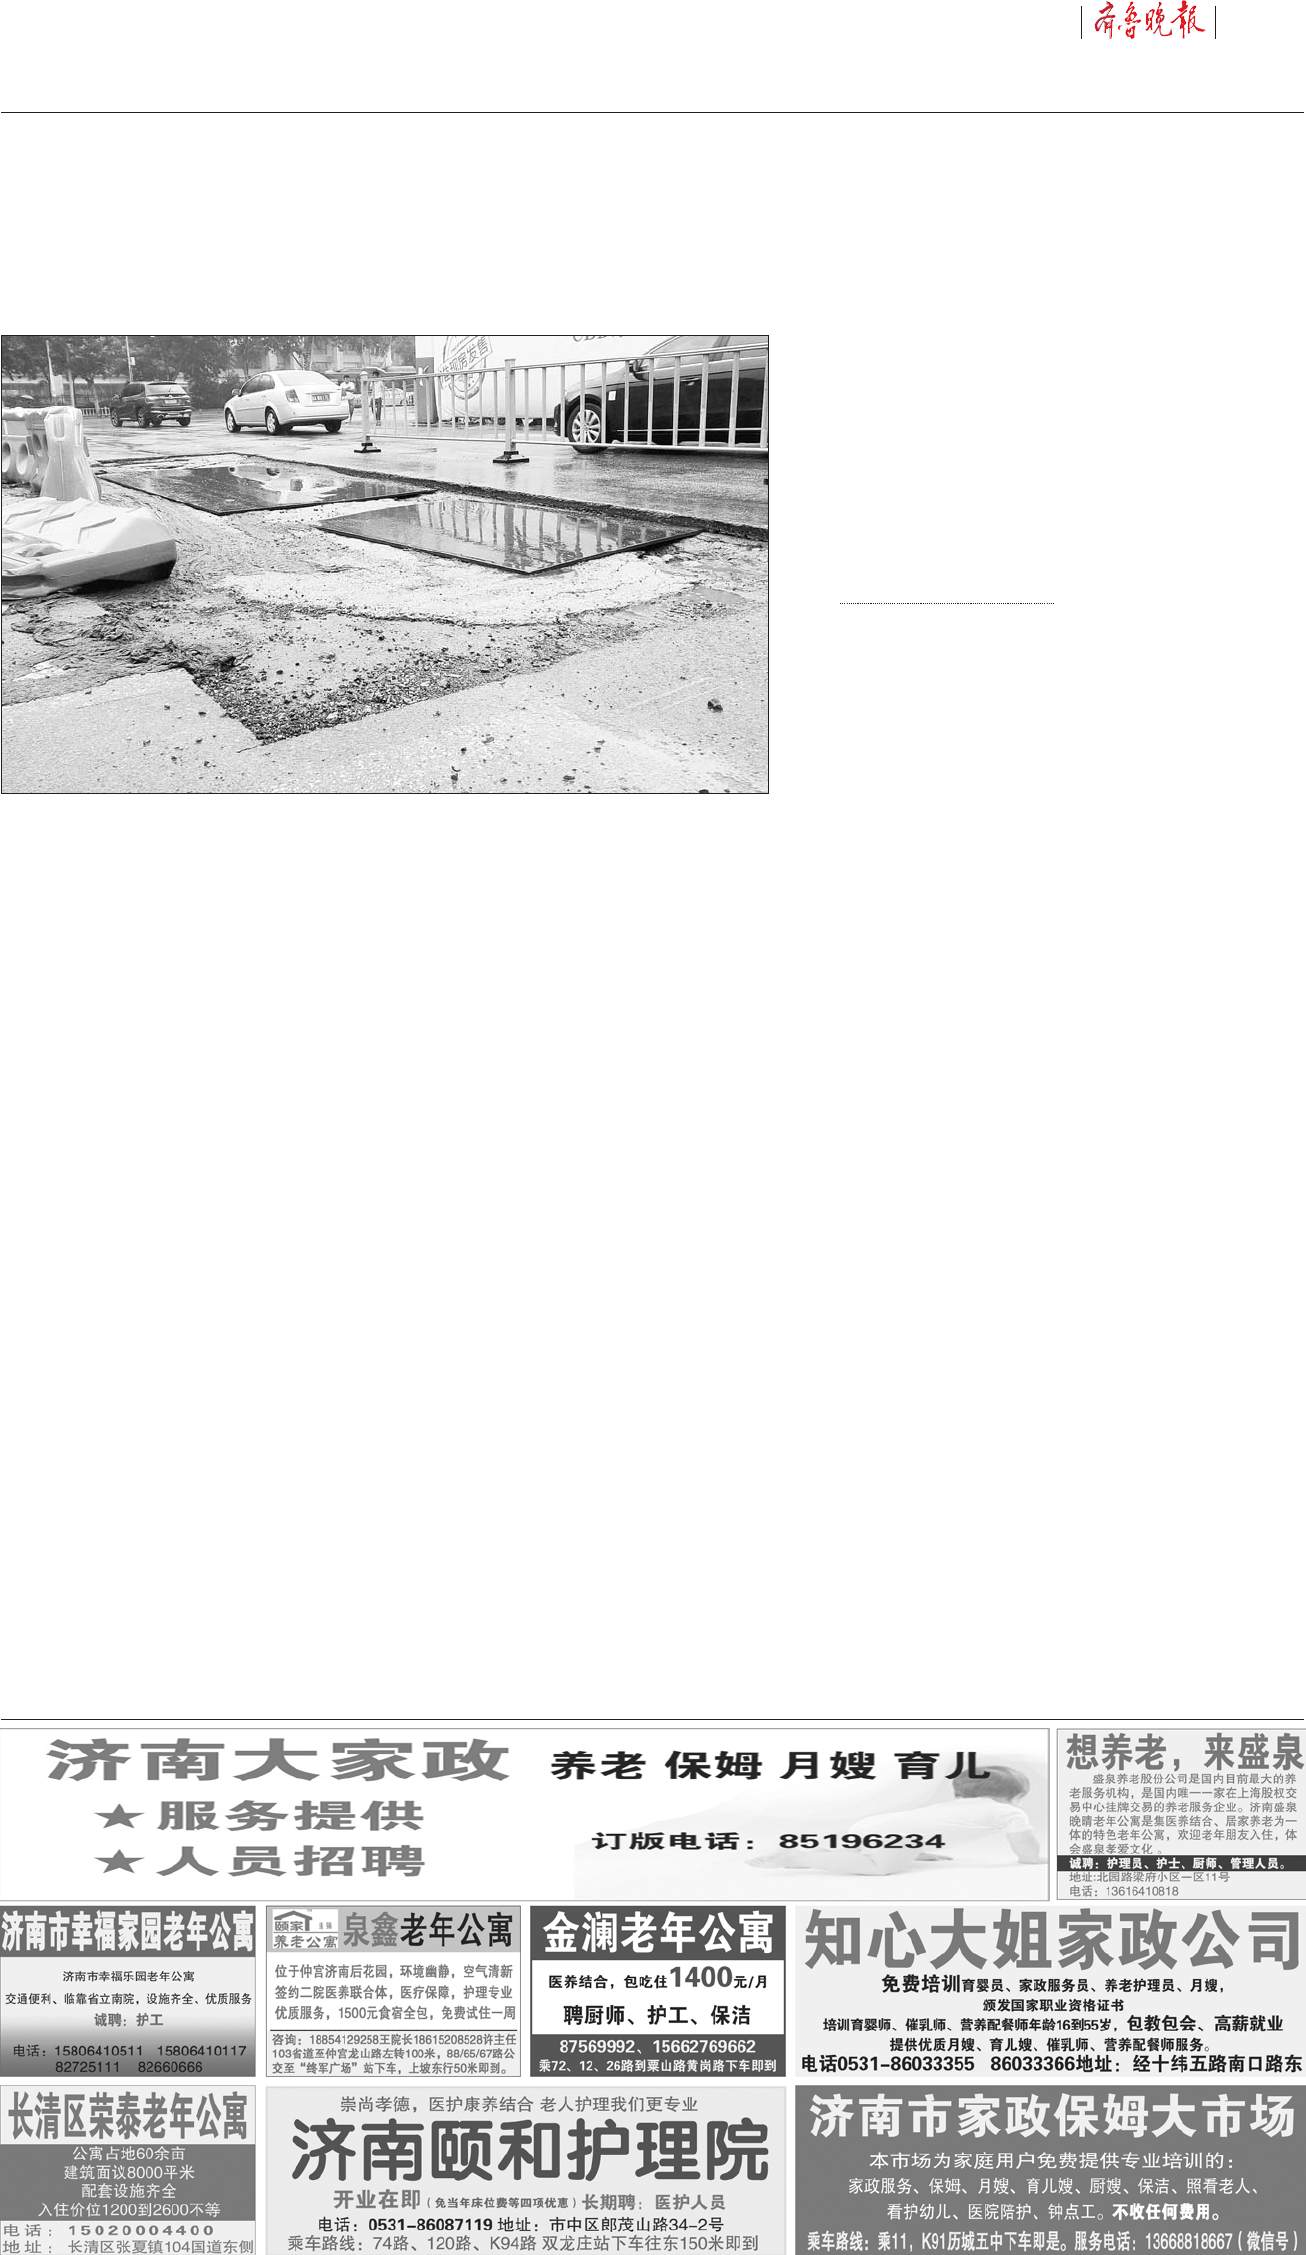 齐鲁晚报
现房发售
济南大家政
★服务提供
★人员招聘
养老 保姆 月嫂 育儿
订版电话：85196234
想养老，来盛泉
盛泉养老股份公司是国内目前最大的养
老服务机构，是国内唯一一家在上海股权交
易中心挂牌交易的养老服务企业。济南盛泉
晚晴老年公寓是集医养结合、居家养老为一
体的特色老年公寓，欢迎老年朋友入住，体
会盛泉孝爱文化 。
诚聘：护理员、护士、厨师、管理人员。
地址:北园路梁府小区一区11号
电话：13616410818
济南市幸福家园老年公寓
济南市幸福乐园老年公寓
交通便利、临靠省立南院，设施齐全、优质服务
诚聘：护工
电话：15806410511 15806410117
82725111 82660666
颐家 连锁
养老公寓
泉鑫老年公寓
位于仲宫济南后花园，环境幽静，空气清新
签约二院医养联合体，医疗保障，护理专业
优质服务，1500元食宿全包，免费试住一周
咨询：18854129258王院长18615208528许主任
103省道至仲宫龙山路左转100米，88/65/67路公
交至“终军广场”站下车，上坡东行50米即到。
金澜老年公寓
医养结合，包吃住1400元/月
聘厨师、护工、保洁
87569992、15662769662
乘72、12、26路到栗山路黄岗路下车即到
知心大姐家政公司
免费培训育婴员、家政服务员、养老护理员、月嫂，
颁发国家职业资格证书
培训育婴师、催乳师、营养配餐师年龄16到55岁，包教包会、高薪就业
提供优质月嫂、育儿嫂、催乳师、营养配餐师服务。
电话0531-86033355 86033366地址：经十纬五路南口路东
长清区荣泰老年公寓
公寓占地60余亩
建筑面议8000平米
配套设施齐全
入住价位1200到2600不等
电话：15020004400
地址：长清区张夏镇104国道东侧
崇尚孝德，医护康养结合 老人护理我们更专业
济南颐和护理院
开业在即（免当年床位费等四项优惠）长期聘：医护人员
电话：0531-86087119 地址：市中区郎茂山路34-2号
乘车路线：74路、120路、K94路 双龙庄站下车往东150米即到
济南市家政保姆大市场
本市场为家庭用户免费提供专业培训的：
家政服务、保姆、月嫂、育儿嫂、厨嫂、保洁、照看老人、
看护幼儿、医院陪护、钟点工。不收任何费用。
乘车路线：乘11，K91历城五中下车即是。服务电话：13668818667（微信号）